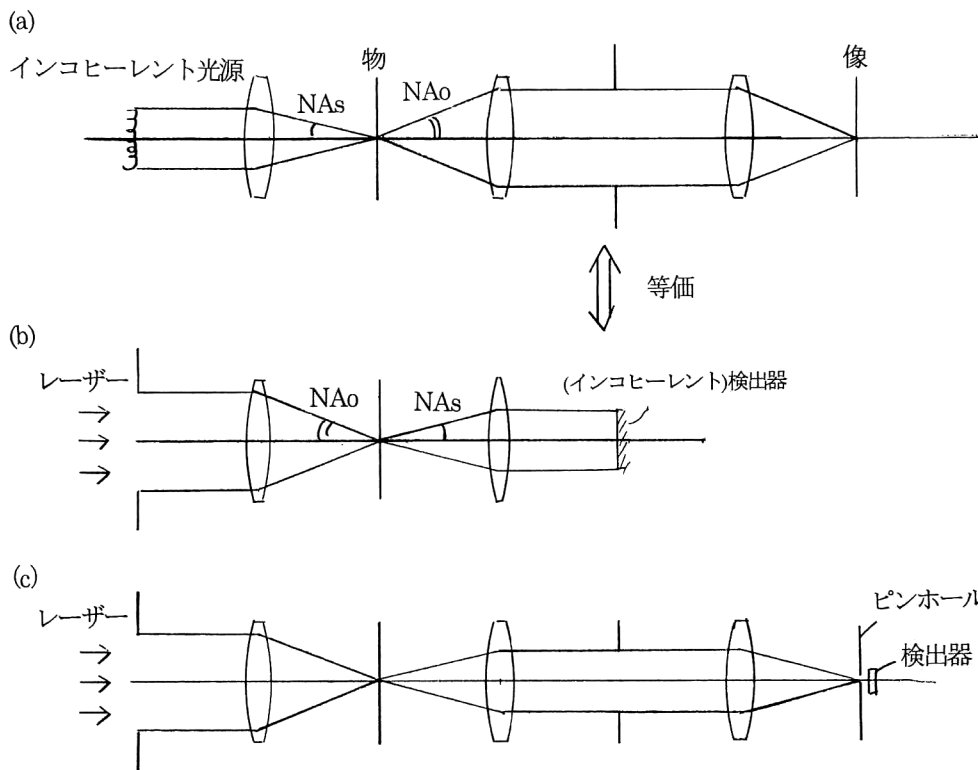 (a)
インコヒーレント光源
NAs
物
NAo
像
等価
(b)
レーザー
NAo
NAs
(インコヒーレント)検出器
(c)
レーザー
ピンホール
検出器